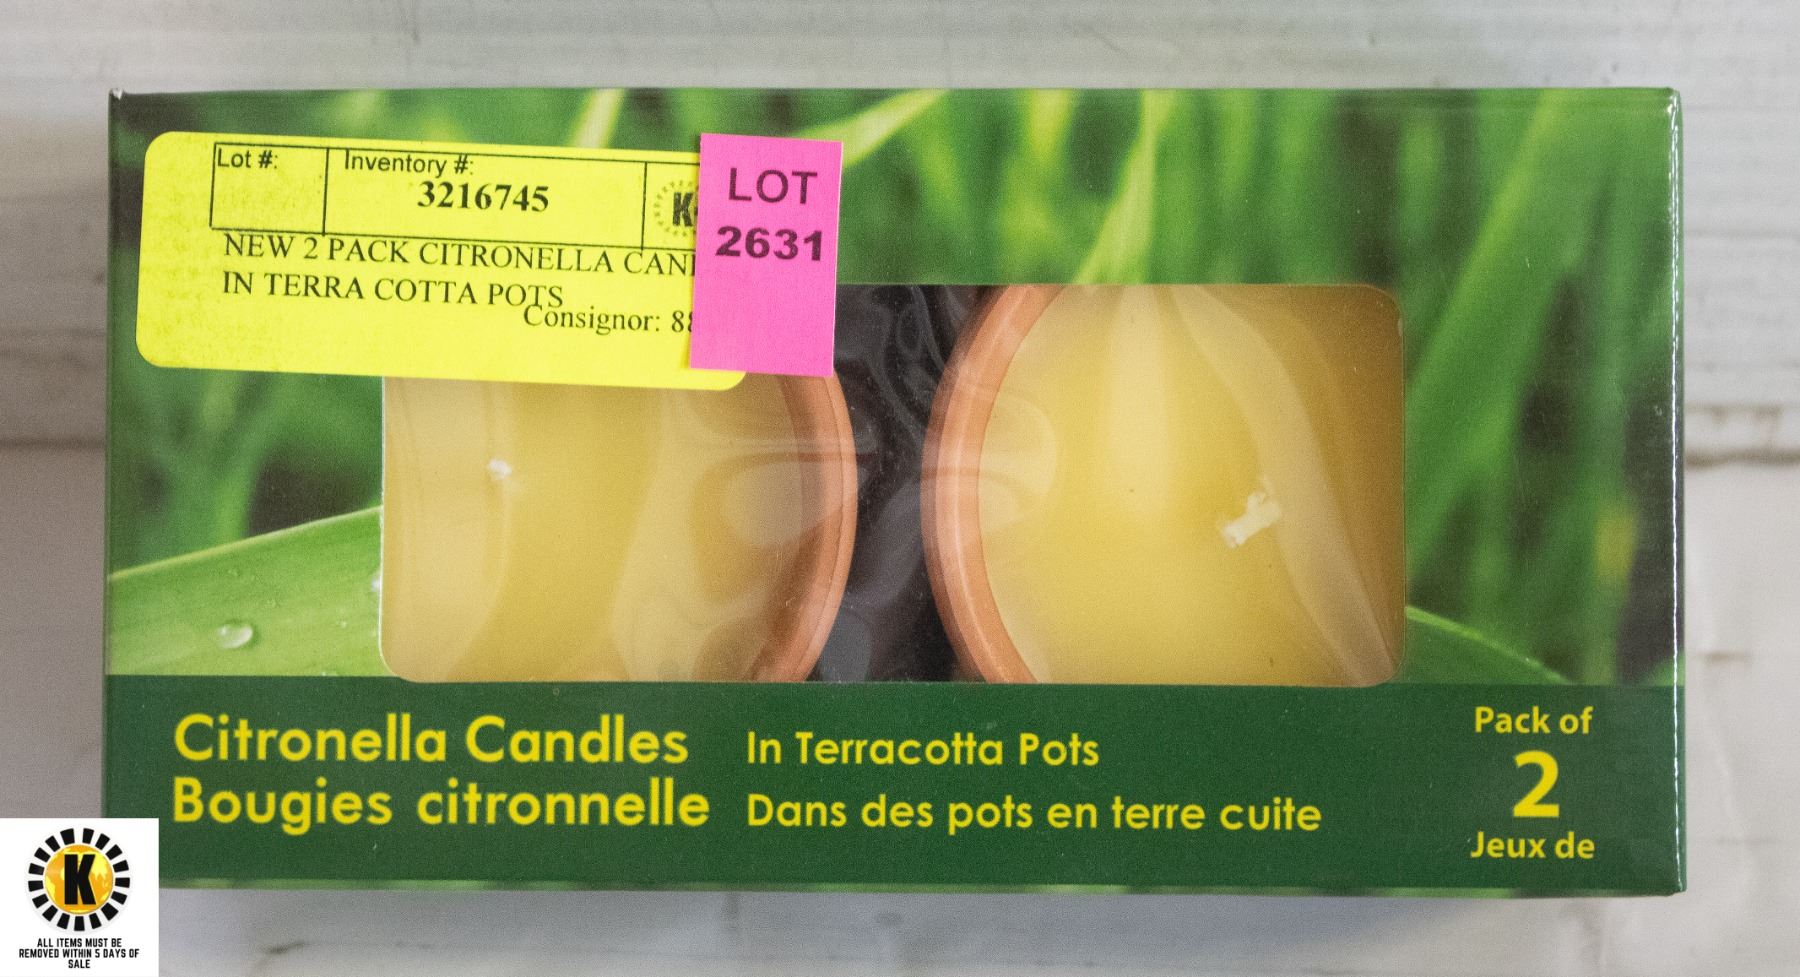 Lot #:
Inventory #:
3216745
K
NEW 2 PACK CITRONELLA
IN TERRA COTTA POTS
Consignor:
LOT
2631
Citronella Candles
Bougies citronnelle
In Terracotta Pots
Dans des pots en terre cuite
Pack of
2
Jeux de
K
ALL ITEMS MUST BE
REMOVED WITHIN 5 DAYS OF
SALE